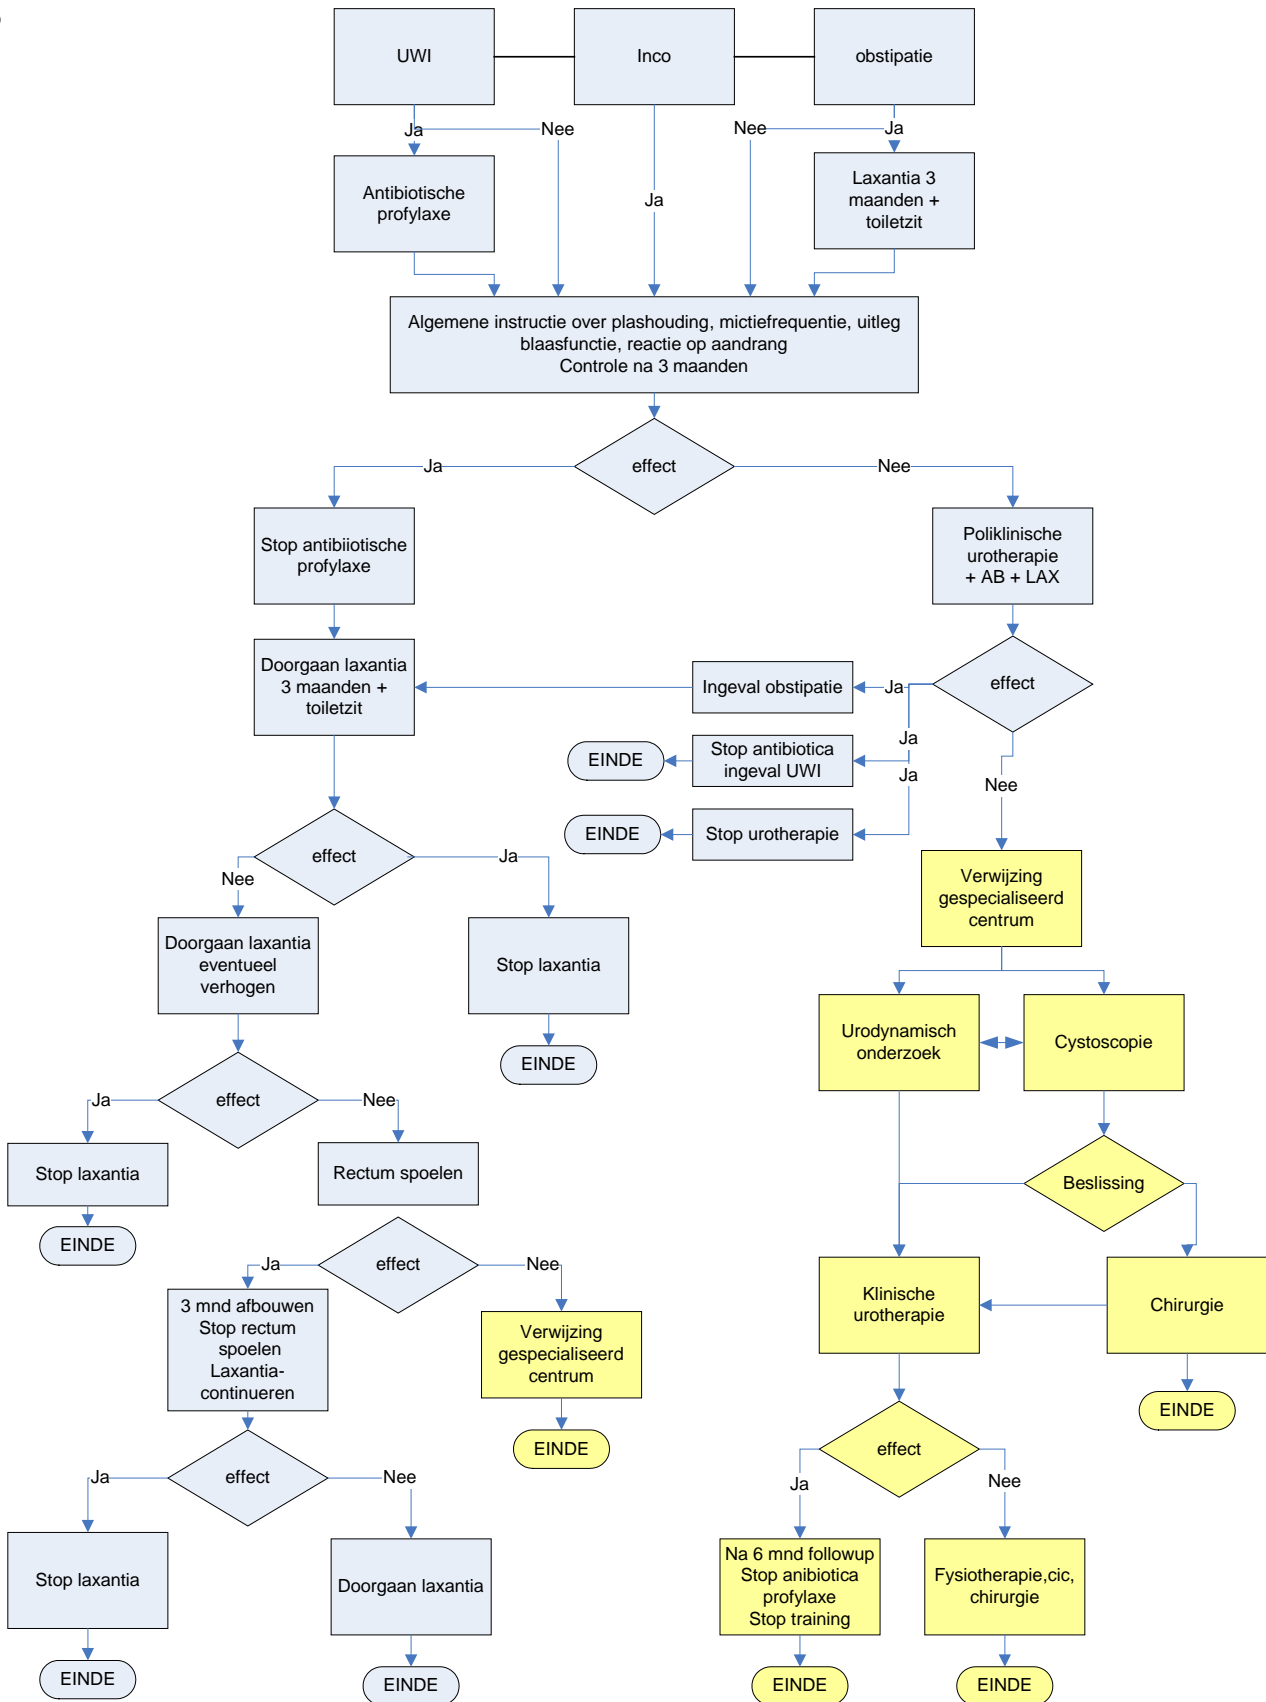 UWI
Inco
obstipatie
Ja
Nee
Nee
Ja
Antibiotische
profylaxe
Ja
Laxantia 3
maanden +
toiletzit
Algemene instructie over plashouding, mictiefrequentie, uitleg
blaasfunctie, reactie op aandrang
Controle na 3 maanden
effect
Ja
Nee
Stop antibiiotische
profylaxe
Poliklinische
urotherapie
+ AB + LAX
Doorgaan laxantia
3 maanden +
toiletzit
Ingeval obstipatie
Ja
effect
EINDE
Stop antibiotica
ingeval UWI
Ja
Ja
Nee
EINDE
Stop urotherapie
effect
Ja
Nee
Verwijzing
gespecialiseerd
centrum
Doorgaan laxantia
eventueel
verhogen
Stop laxantia
Urodynamisch
onderzoek
Cystoscopie
EINDE
effect
Ja
Nee
Stop laxantia
Rectum spoelen
Beslissing
EINDE
effect
Ja
Nee
3 mnd afbouwen
Stop rectum
spoelen
Laxantia-
continueren
Verwijzing
gespecialiseerd
centrum
Klinische
urotherapie
Chirurgie
EINDE
EINDE
effect
Ja
Nee
effect
Ja
Nee
Stop laxantia
Doorgaan laxantia
Na 6 mnd followup
Stop anibiotica
profylaxe
Stop training
Fysiotherapie,cic,
chirurgie
EINDE
EINDE
EINDE
EINDE